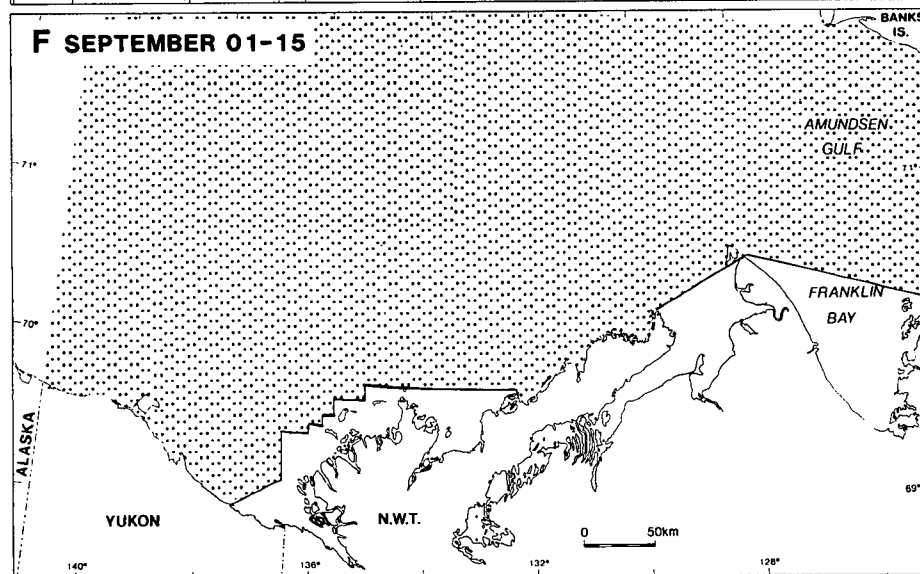 F SEPTEMBER 01-15
BANKS
IS.
AMUNDSEN
GULF
71°
71°
FRANKLIN
BAY
70°
ALASKA
69°
YUKON
N.W.T.
0 50km
140° 136° 132° 128°